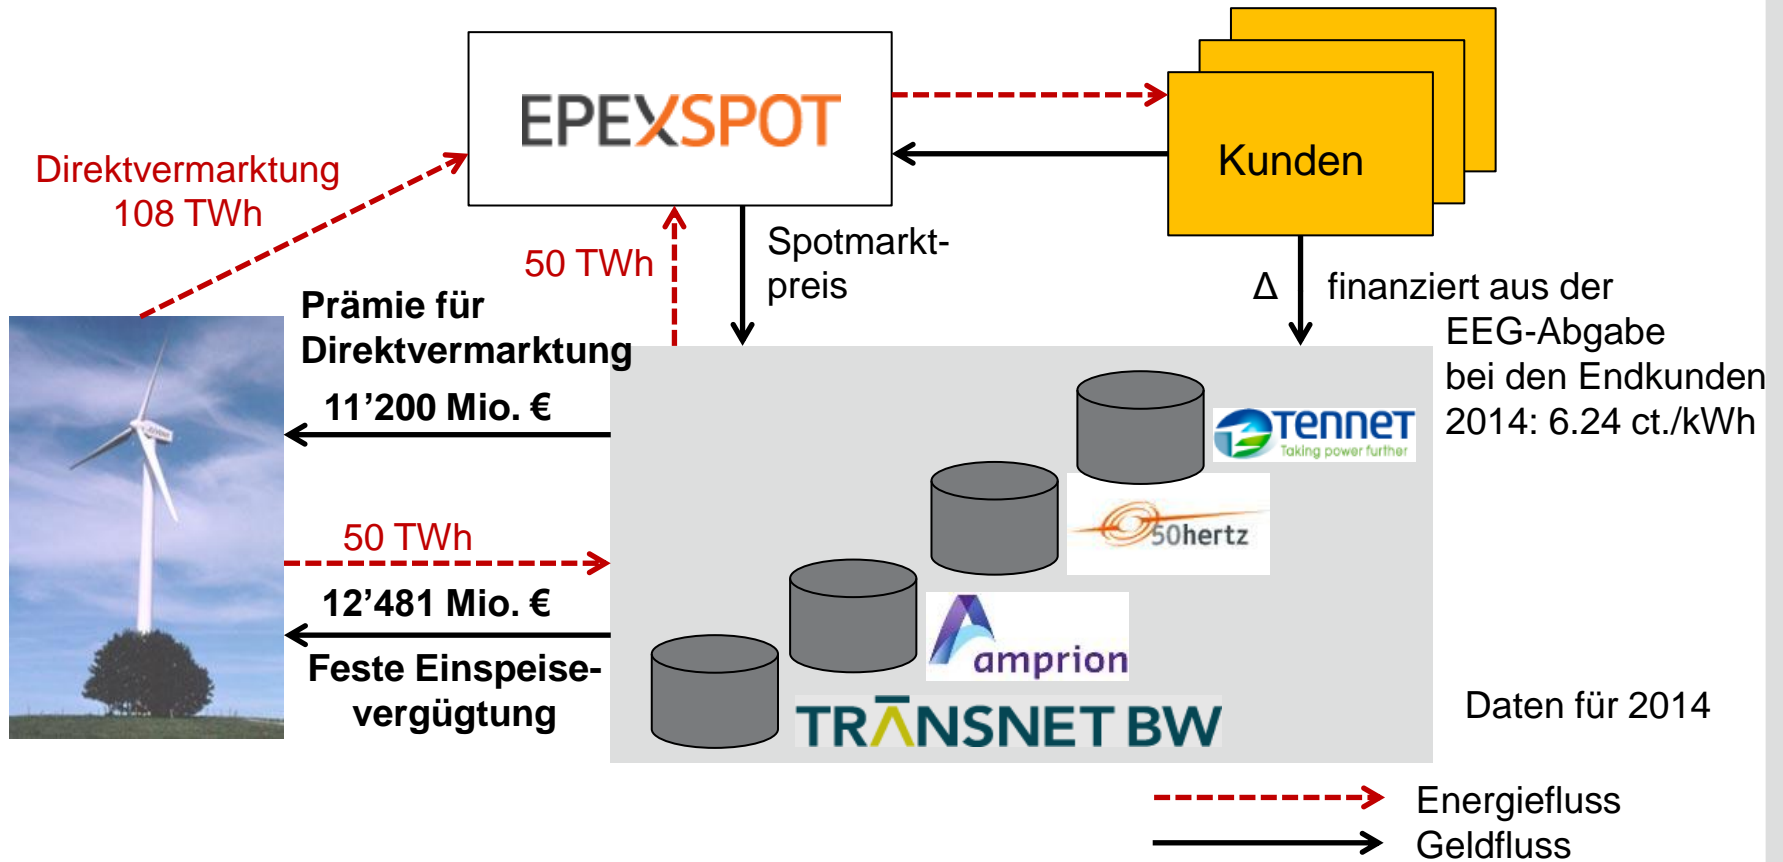 EPEXSPOT
Kunden
Direktvermarktung
108 TWh
50 TWh
Spotmarkt-
preis
Δ finanziert aus der
EEG-Abgabe
bei den Endkunden
2014: 6.24 ct./kWh
Prämie für
Direktvermarktung
11’200 Mio. €
TenneT
Taking power further
50hertz
50 TWh
12’481 Mio. €
Feste Einspeise-
vergügtung
amprion
TRANSNET BW
Daten für 2014
Energiefluss
Geldfluss